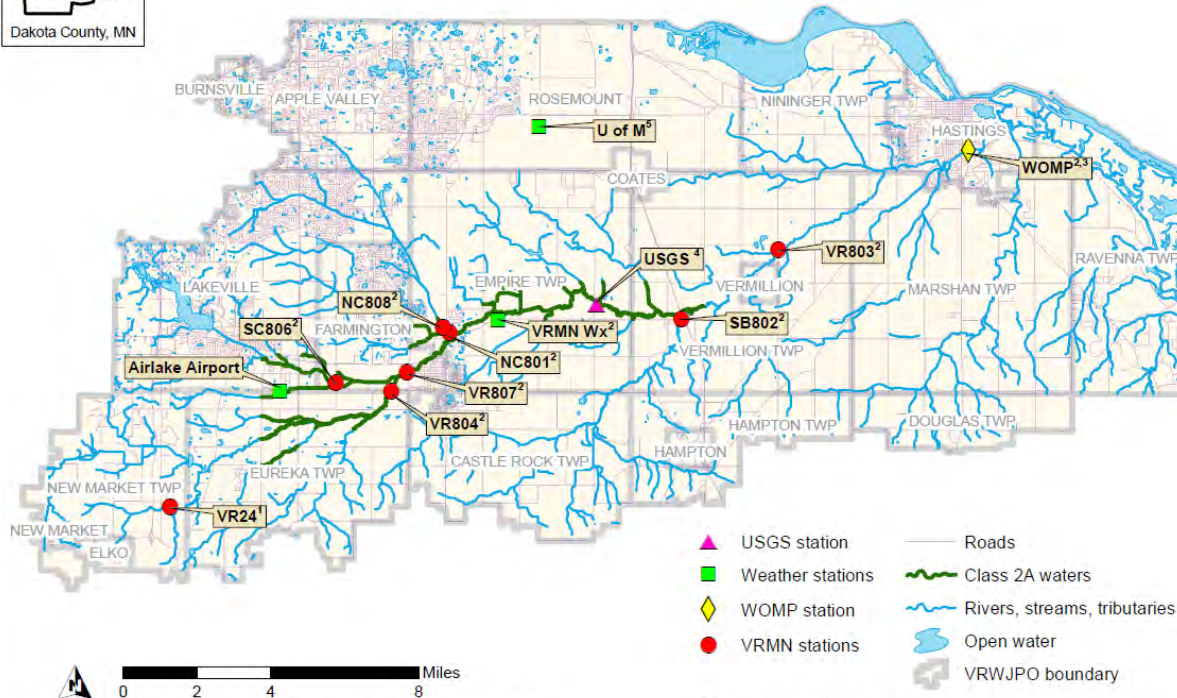 Dakota County, MN
BURNSVILLE
APPLE VALLEY
ROSEMOUNT
NININGER TWP
U of M⁵
HASTINGS
WOMP²,³
COATES
USGS ⁴
VR803²
RAVENNA TWP
LAKEVILLE
EMPIRE TWP
VERMILLION
MARSHAN TWP
NC808²
SC806²
FARMINGTON
VRMN Wx²
SB802²
NC801²
VERMILLION TWP
Airlake Airport
VR807²
VR804²
HAMPTON TWP
DOUGLAS TWP
HAMPTON
CASTLE ROCK TWP
EUREKA TWP
NEW MARKET TWP
VR24¹
NEW MARKET
ELKO
USGS station
Weather stations
WOMP station
VRMN stations
Roads
Class 2A waters
Rivers, streams, tributaries
Open water
VRWJPO boundary
N
Miles
0 2 4 8